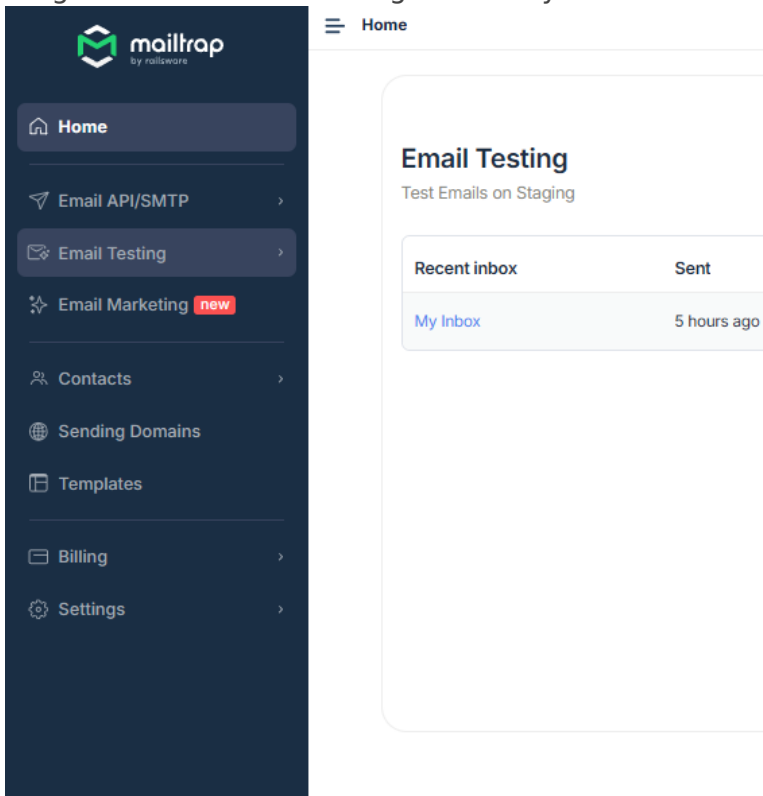 mailtrap
by railsware
Home
Home
Email API/SMTP
Email Testing
Email Marketing new
Contacts
Sending Domains
Templates
Billing
Settings
Email Testing
Test Emails on Staging
Recent inbox Sent
My Inbox 5 hours ago